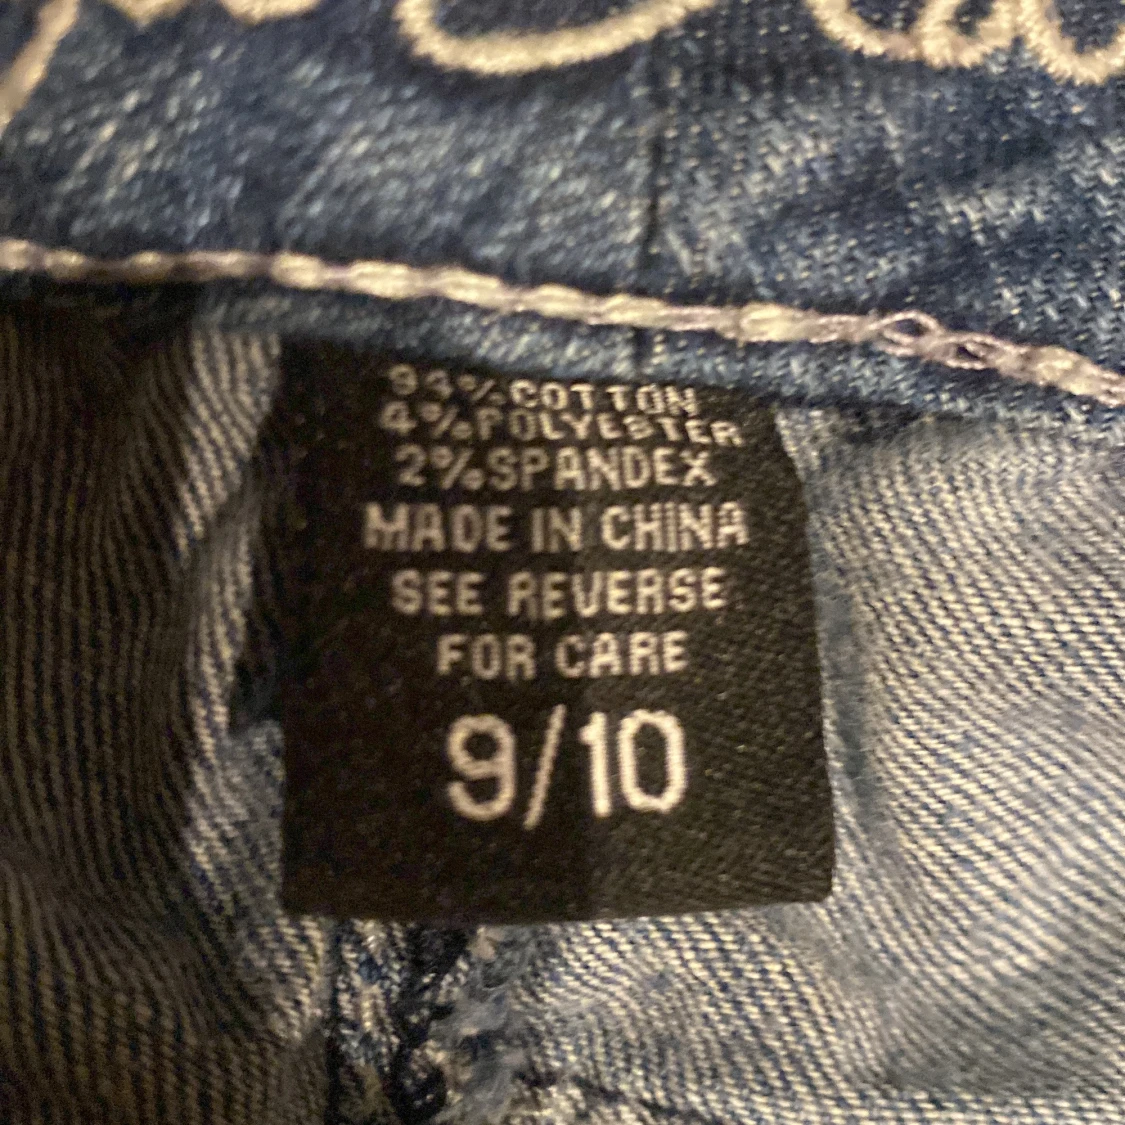 94%COTTON
4%POLYESTER
2%SPANDEX
MADE IN CHINA
SEE REVERSE
FOR CARE
9/10